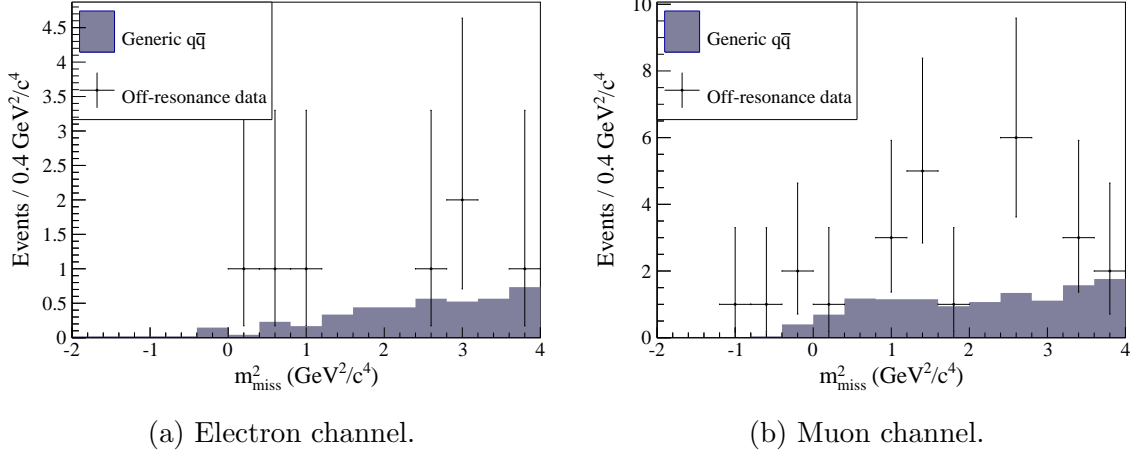 Events / 0.4 GeV²/c⁴
4.5
4
3.5
3
2.5
2
1.5
1
0.5
0
Generic qq̅
Off-resonance data
-2 -1 0 1 2 3 4
m²miss (GeV²/c⁴)
(a) Electron channel.
Events / 0.4 GeV²/c⁴
10
8
6
4
2
0
Generic qq̅
Off-resonance data
-2 -1 0 1 2 3 4
m²miss (GeV²/c⁴)
(b) Muon channel.